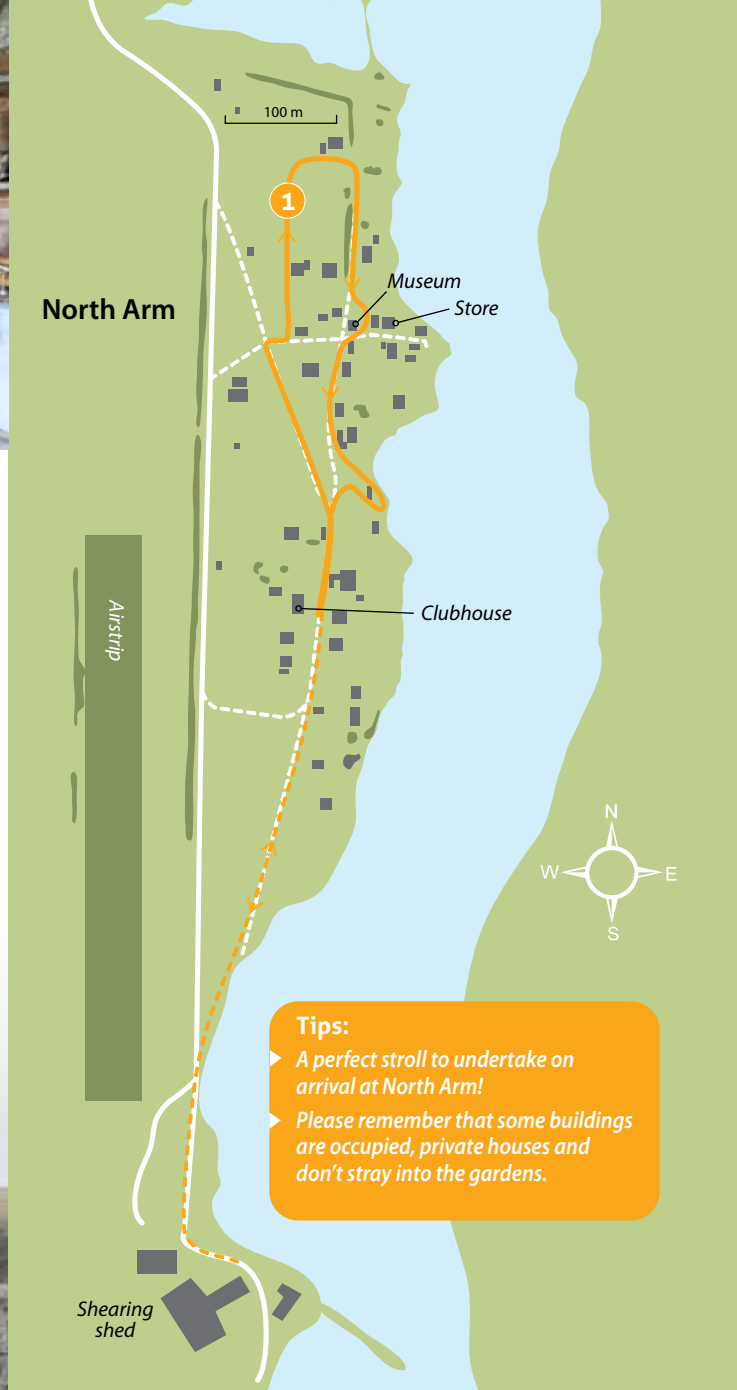 100 m
1
Museum
North Arm
Store
Airstrip
Clubhouse
N
W
E
S
Tips:
A perfect stroll to undertake on
arrival at North Arm!
Please remember that some buildings
are occupied, private houses and
don't stray into the gardens.
Shearing
shed